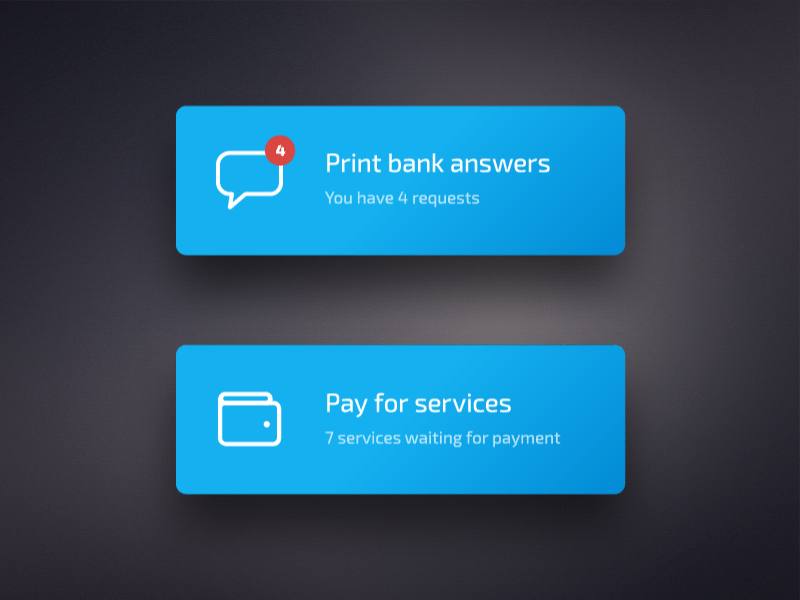 4
Print bank answers
You have 4 requests
Pay for services
7 services waiting for payment